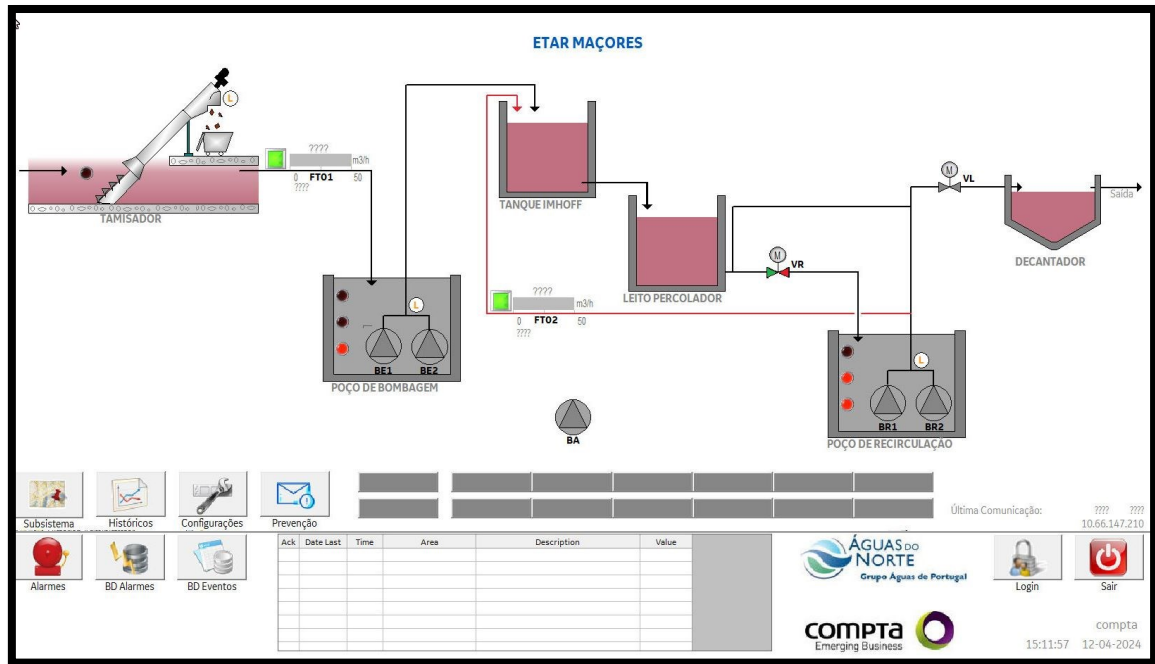 ETAR MAÇORES
L
????
m3/h
0 FT01 50
????
TAMISADOR
TANQUE IMHOFF
M
VL
Saída
DECANTADOR
M
VR
LEITO PERCOLADOR
????
m3/h
0 FT02 50
????
L
BE1 BE2
POÇO DE BOMBAGEM
L
BR1 BR2
POÇO DE RECIRCULAÇÃO
BA
Subsistema
Históricos
Configurações
Prevenção
Última Comunicação: ???? ????
10.66.147.210
Alarmes
BD Alarmes
BD Eventos
Ack Date Last Time Area Description Value
ÁGUAS DO
NORTE
Grupo Águas de Portugal
Login
Sair
compta
Emerging Business
compta
15:11:57 12-04-2024